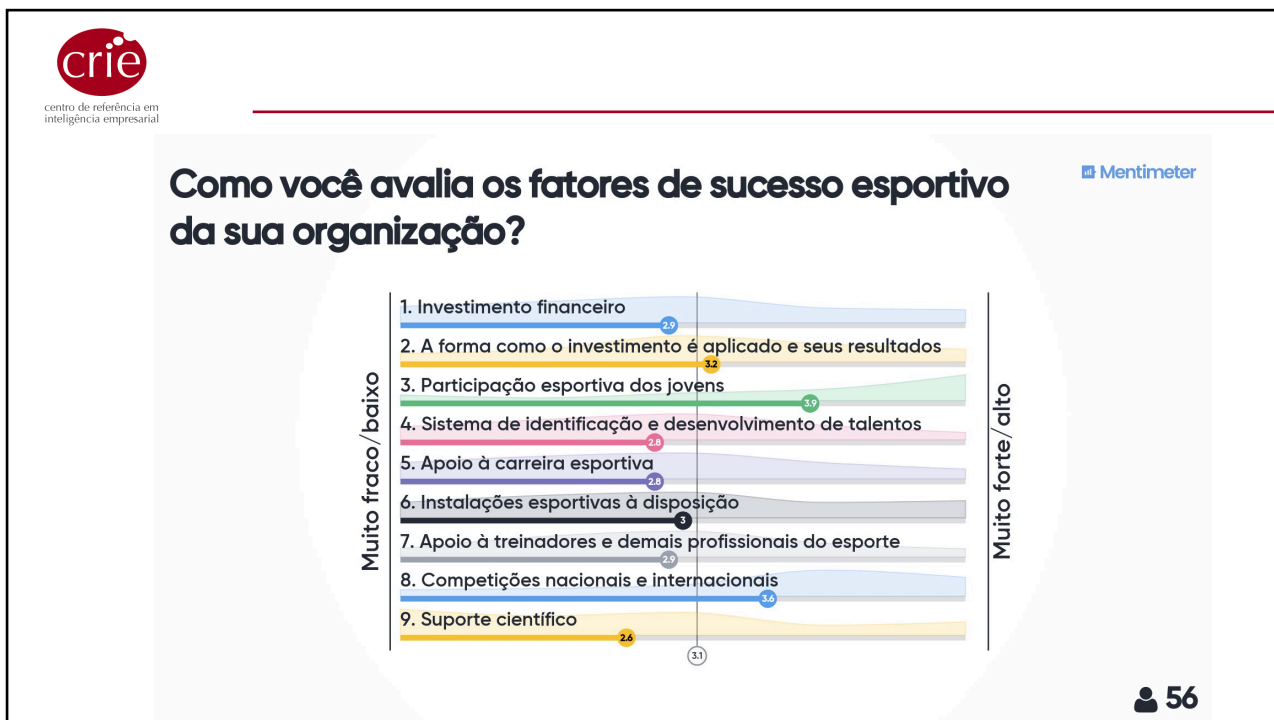 crie
centro de referência em
inteligência empresarial
Como você avalia os fatores de sucesso esportivo
da sua organização?
Mentimeter
Muito fraco/baixo
1. Investimento financeiro
2.9
2. A forma como o investimento é aplicado e seus resultados
3.2
3. Participação esportiva dos jovens
3.9
4. Sistema de identificação e desenvolvimento de talentos
2.8
5. Apoio à carreira esportiva
2.8
6. Instalações esportivas à disposição
3
7. Apoio à treinadores e demais profissionais do esporte
2.9
8. Competições nacionais e internacionais
3.6
9. Suporte científico
2.6
3.1
Muito forte/alto
56